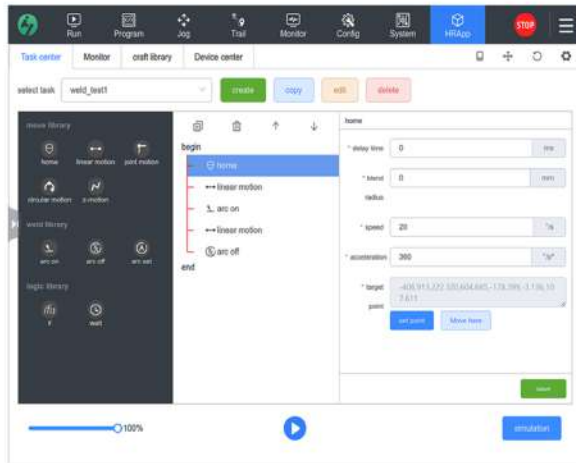 Run Program Jog Trail Monitor Config System HRApp STOP
Task center Monitor craft library Device center
select task weld_test1 create copy edit delete
move library
home linear motion joint motion
circular motion s-motion
weld library
arc on arc off arc set
logic library
if wait
begin
home
linear motion
arc on
linear motion
arc off
end
home
* delay time 0 ms
* blend radius 0 mm
* speed 20 °/s
* acceleration 360 °/s²
* target point
set point Move here
save
100%
simulation